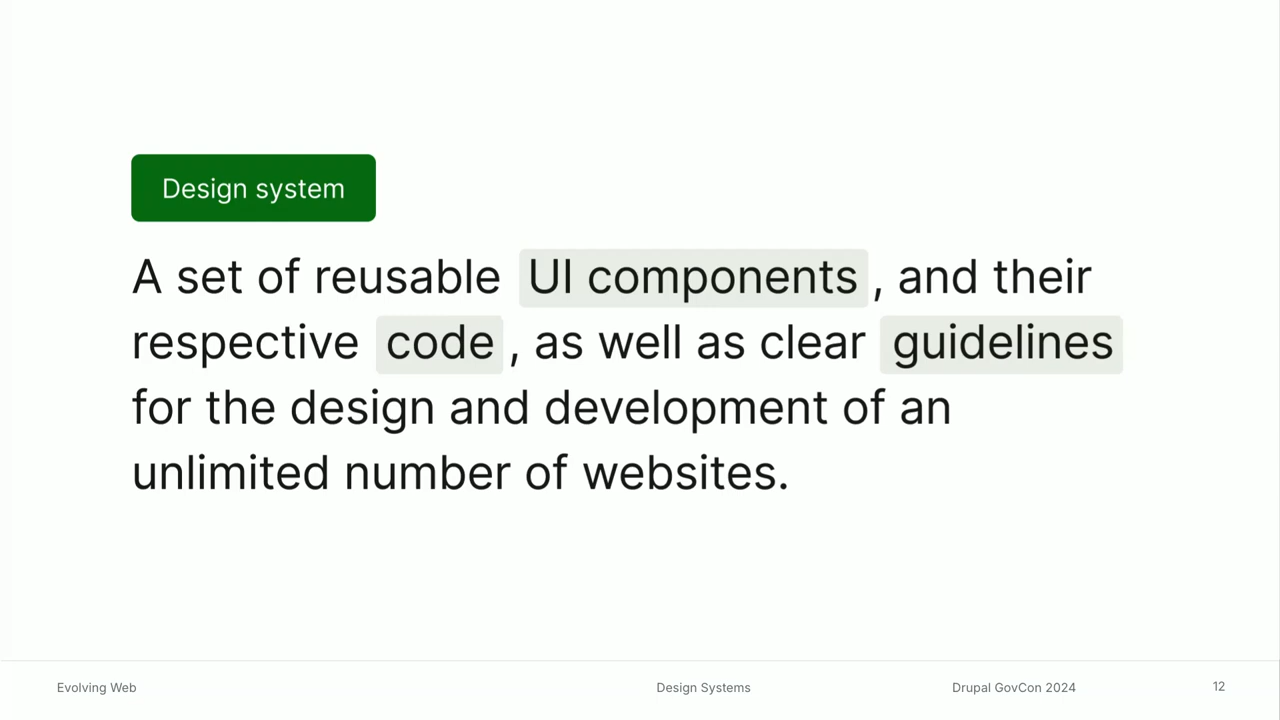 Design system
A set of reusable UI components, and their
respective code, as well as clear guidelines
for the design and development of an
unlimited number of websites.
Evolving Web
Design Systems
Drupal GovCon 2024
12